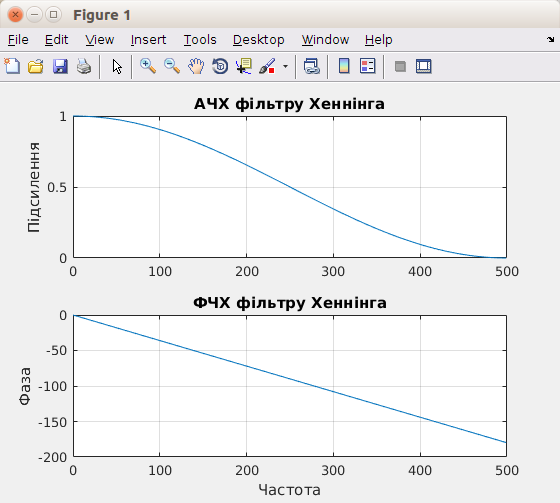 Figure 1
File Edit View Insert Tools Desktop Window Help
АЧХ фільтру Хеннінга
Підсилення
1
0.5
0
0 100 200 300 400 500
ФЧХ фільтру Хеннінга
Фаза
0
-50
-100
-150
-200
0 100 200 300 400 500
Частота